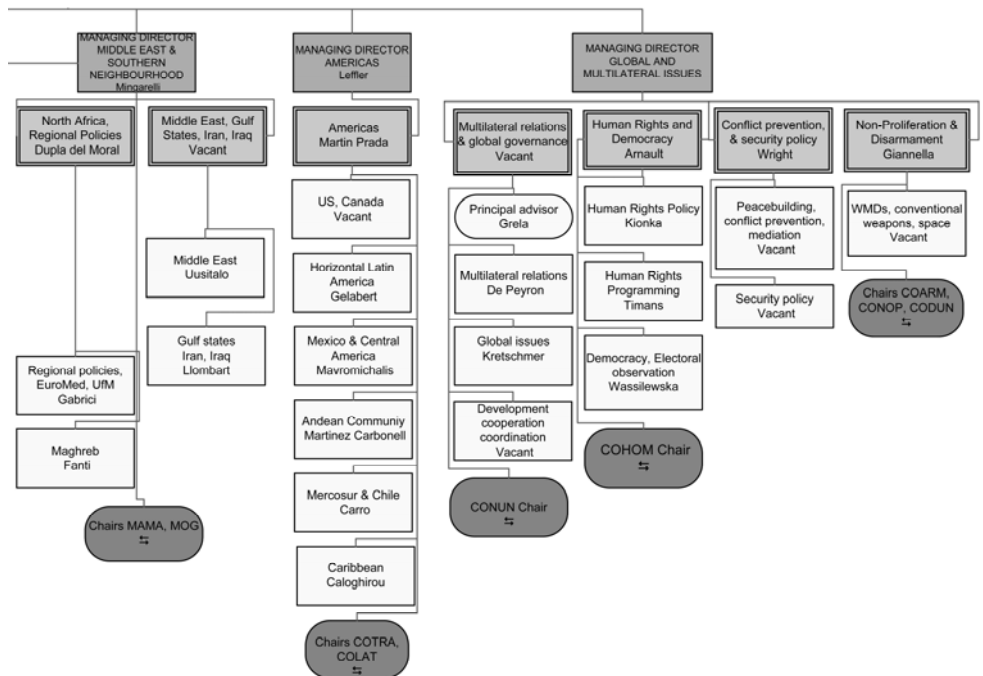 MANAGING DIRECTOR
MIDDLE EAST &
SOUTHERN
NEIGHBOURHOOD
Mingarelli
North Africa,
Regional Policies
Dupla del Moral
Middle East, Gulf
States, Iran, Iraq
Vacant
Middle East
Uusitalo
Gulf states
Iran, Iraq
Llombart
Regional policies,
EuroMed, UfM
Gabrici
Maghreb
Fanti
Chairs MAMA, MOG
⇆
MANAGING DIRECTOR
AMERICAS
Leffler
Americas
Martin Prada
US, Canada
Vacant
Horizontal Latin
America
Gelabert
Mexico & Central
America
Mavromichalis
Andean Communiy
Martinez Carbonell
Mercosur & Chile
Carro
Caribbean
Caloghirou
Chairs COTRA,
COLAT
⇆
MANAGING DIRECTOR
GLOBAL AND
MULTILATERAL ISSUES
Multilateral relations
& global governance
Vacant
Principal advisor
Grela
Multilateral relations
De Peyron
Global issues
Kretschmer
Development
cooperation
coordination
Vacant
CONUN Chair
⇆
Human Rights and
Democracy
Arnault
Human Rights Policy
Kionka
Human Rights
Programming
Timans
Democracy, Electoral
observation
Wassilewska
COHOM Chair
⇆
Conflict prevention,
& security policy
Wright
Peacebuilding,
conflict prevention,
mediation
Vacant
Security policy
Vacant
Non-Proliferation &
Disarmament
Giannella
WMDs, conventional
weapons, space
Vacant
Chairs COARM,
CONOP, CODUN
⇆